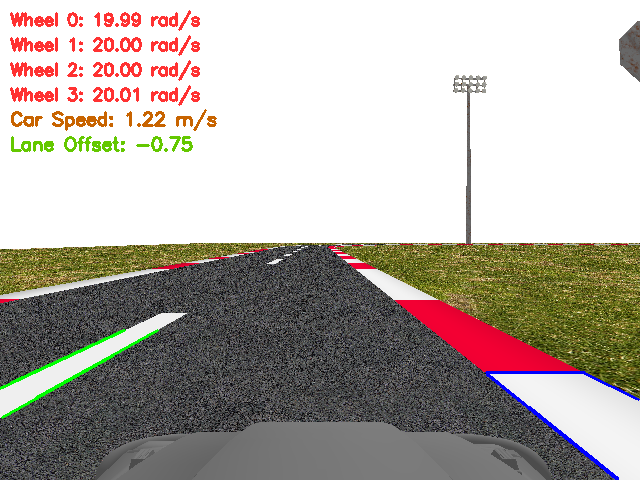 Wheel 0: 19.99 rad/s
Wheel 1: 20.00 rad/s
Wheel 2: 20.00 rad/s
Wheel 3: 20.01 rad/s
Car Speed: 1.22 m/s
Lane Offset: -0.75